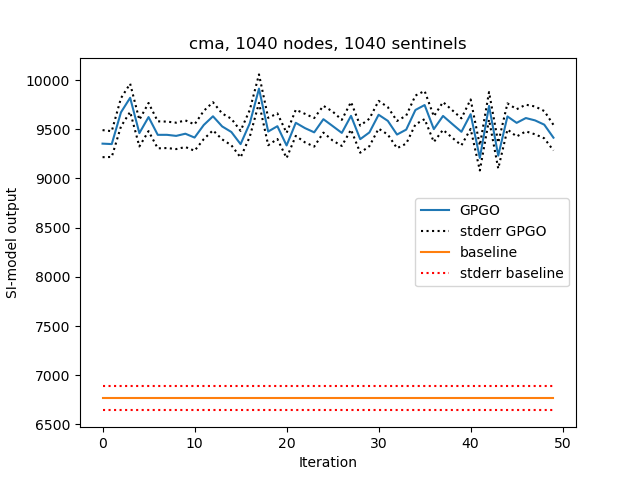 cma, 1040 nodes, 1040 sentinels
10000
9500
9000
8500
8000
7500
7000
6500
SI-model output
GPGO
stderr GPGO
baseline
stderr baseline
0 10 20 30 40 50
Iteration